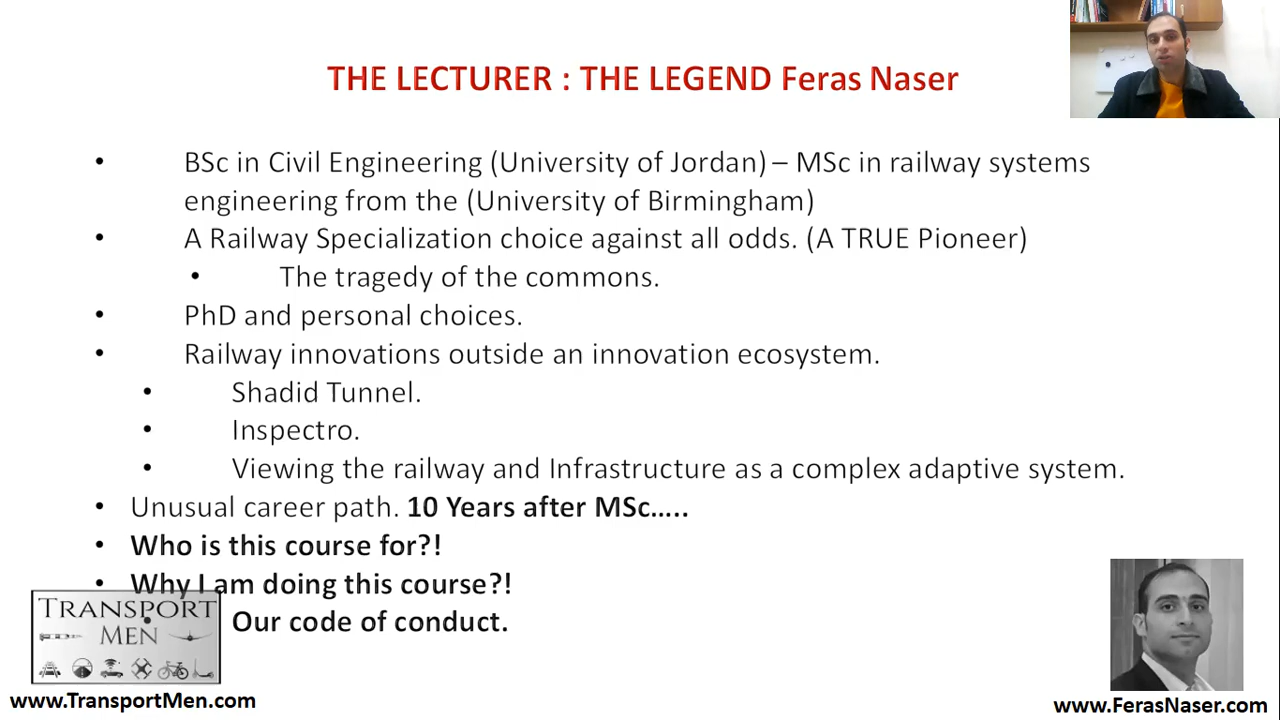 THE LECTURER : THE LEGEND Feras Naser
• BSc in Civil Engineering (University of Jordan) – MSc in railway systems
engineering from the (University of Birmingham)
• A Railway Specialization choice against all odds. (A TRUE Pioneer)
• The tragedy of the commons.
• PhD and personal choices.
• Railway innovations outside an innovation ecosystem.
• Shadid Tunnel.
• Inspectro.
• Viewing the railway and Infrastructure as a complex adaptive system.
• Unusual career path. 10 Years after MSc.....
• Who is this course for?!
• Why I am doing this course?!
• Our code of conduct.
TRANSPORT
MEN
www.TransportMen.com
www.FerasNaser.com